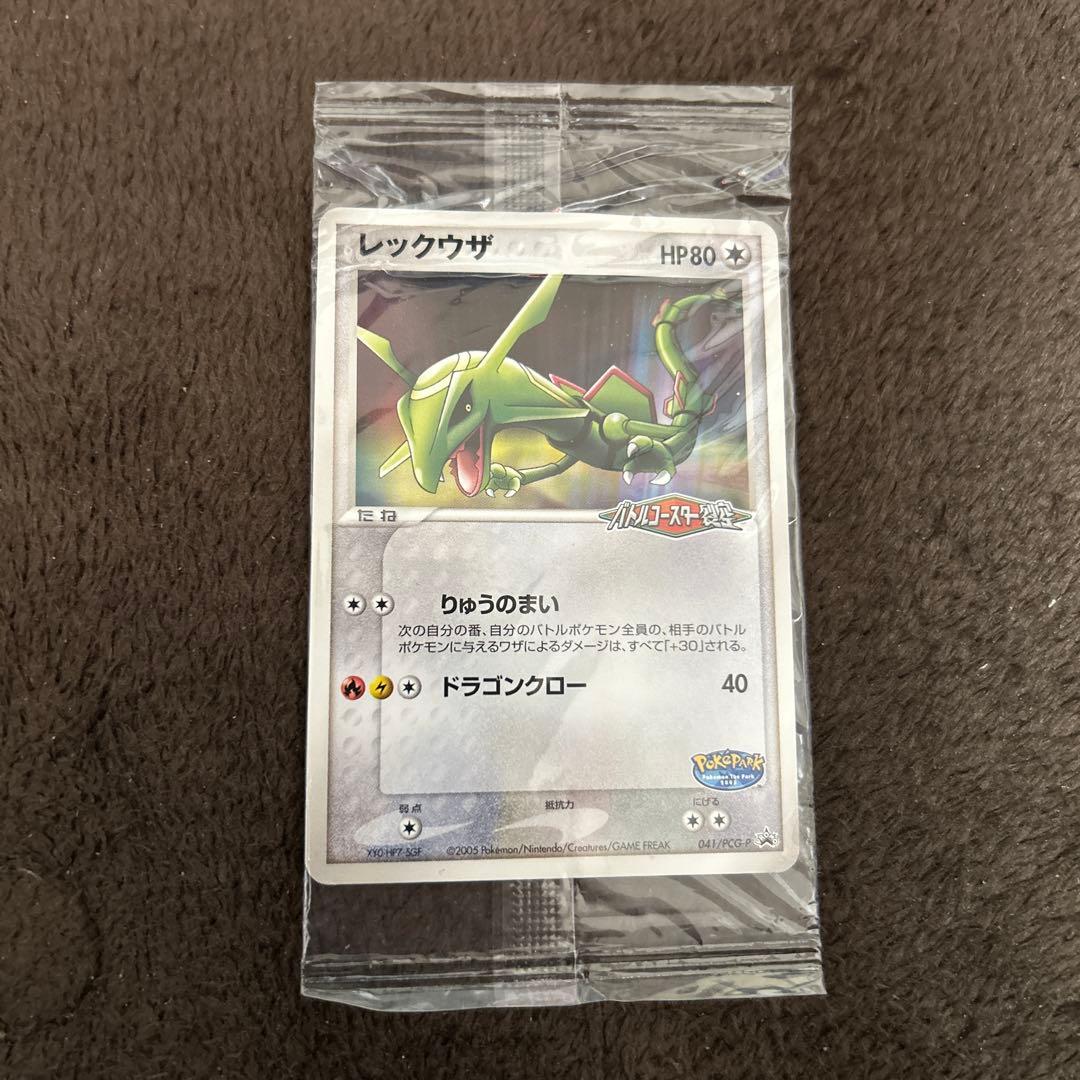 レックウザ HP80
たね
バトルコースター裂空
りゅうのまい
次の自分の番、自分のバトルポケモン全員の、相手のバトル
ポケモンに与えるワザによるダメージは、すべて「+30」される。
ドラゴンクロー 40
PokéPARK
Pokémon The Park
2005
弱点 抵抗力 にげる
XY0-HP7-5GF ©2005 Pokémon/Nintendo/Creatures/GAME FREAK 041/PCG-P